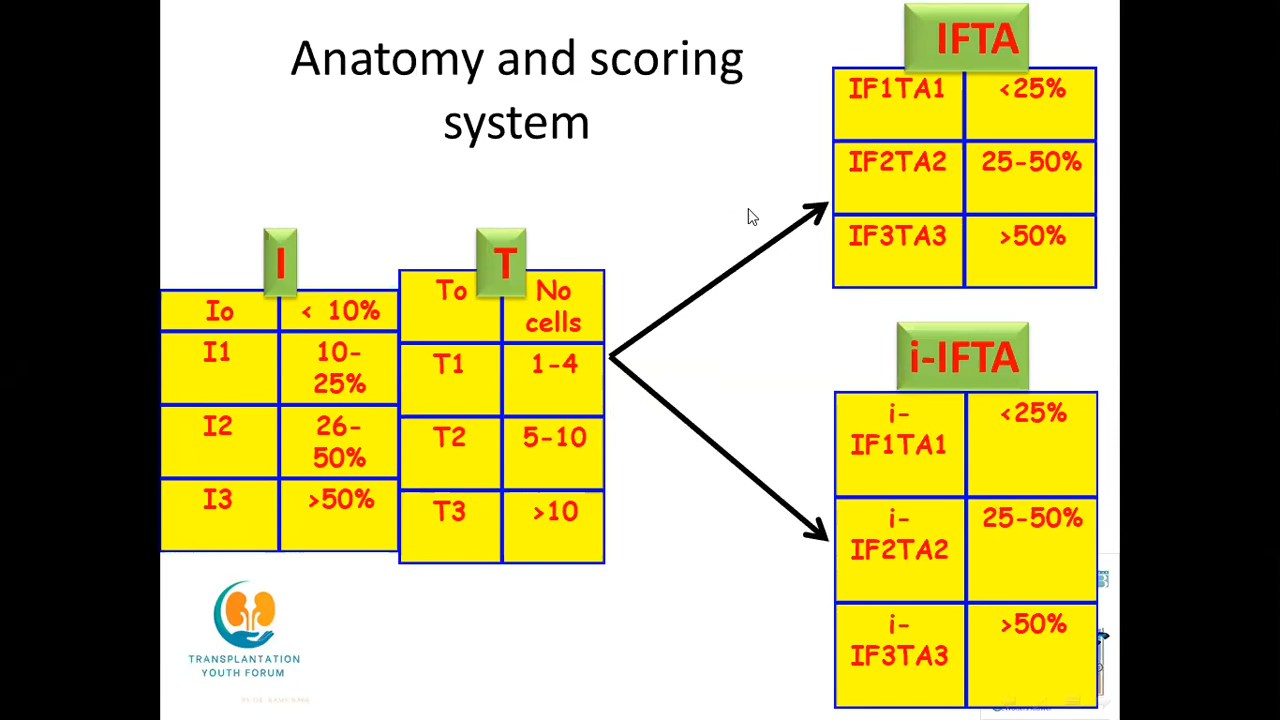 Anatomy and scoring
system
I
Io < 10%
I1 10-
25%
I2 26-
50%
I3 >50%
T
To No
cells
T1 1-4
T2 5-10
T3 >10
IFTA
IF1TA1 <25%
IF2TA2 25-50%
IF3TA3 >50%
i-IFTA
i-
IF1TA1 <25%
i-
IF2TA2 25-50%
i-
IF3TA3 >50%
TRANSPLANTATION
YOUTH FORUM